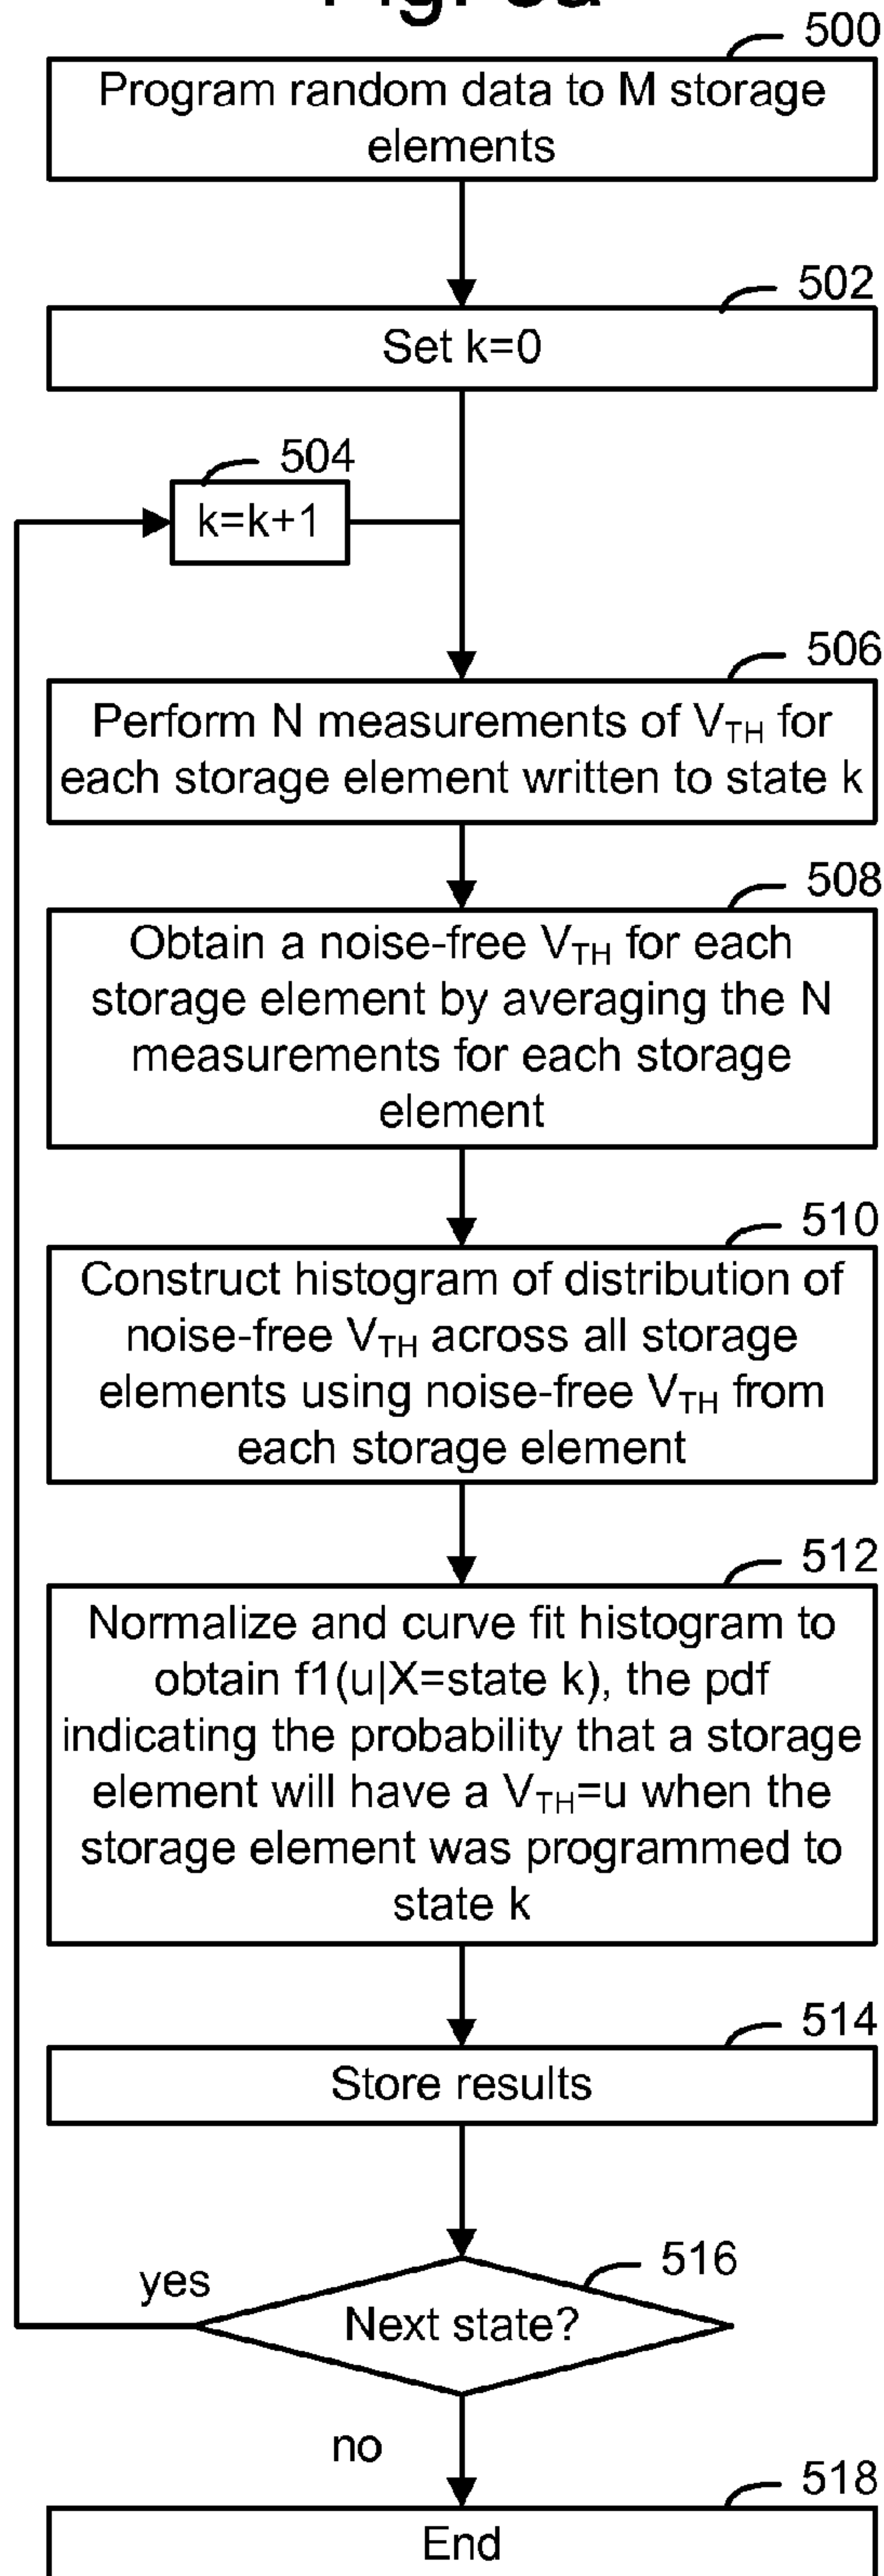 500
Program random data to M storage
elements
502
Set k=0
504
k=k+1
506
Perform N measurements of VTH for
each storage element written to state k
508
Obtain a noise-free VTH for each
storage element by averaging the N
measurements for each storage
element
510
Construct histogram of distribution of
noise-free VTH across all storage
elements using noise-free VTH from
each storage element
512
Normalize and curve fit histogram to
obtain f1(u|X=state k), the pdf
indicating the probability that a storage
element will have a VTH=u when the
storage element was programmed to
state k
514
Store results
516
yes
Next state?
no
518
End